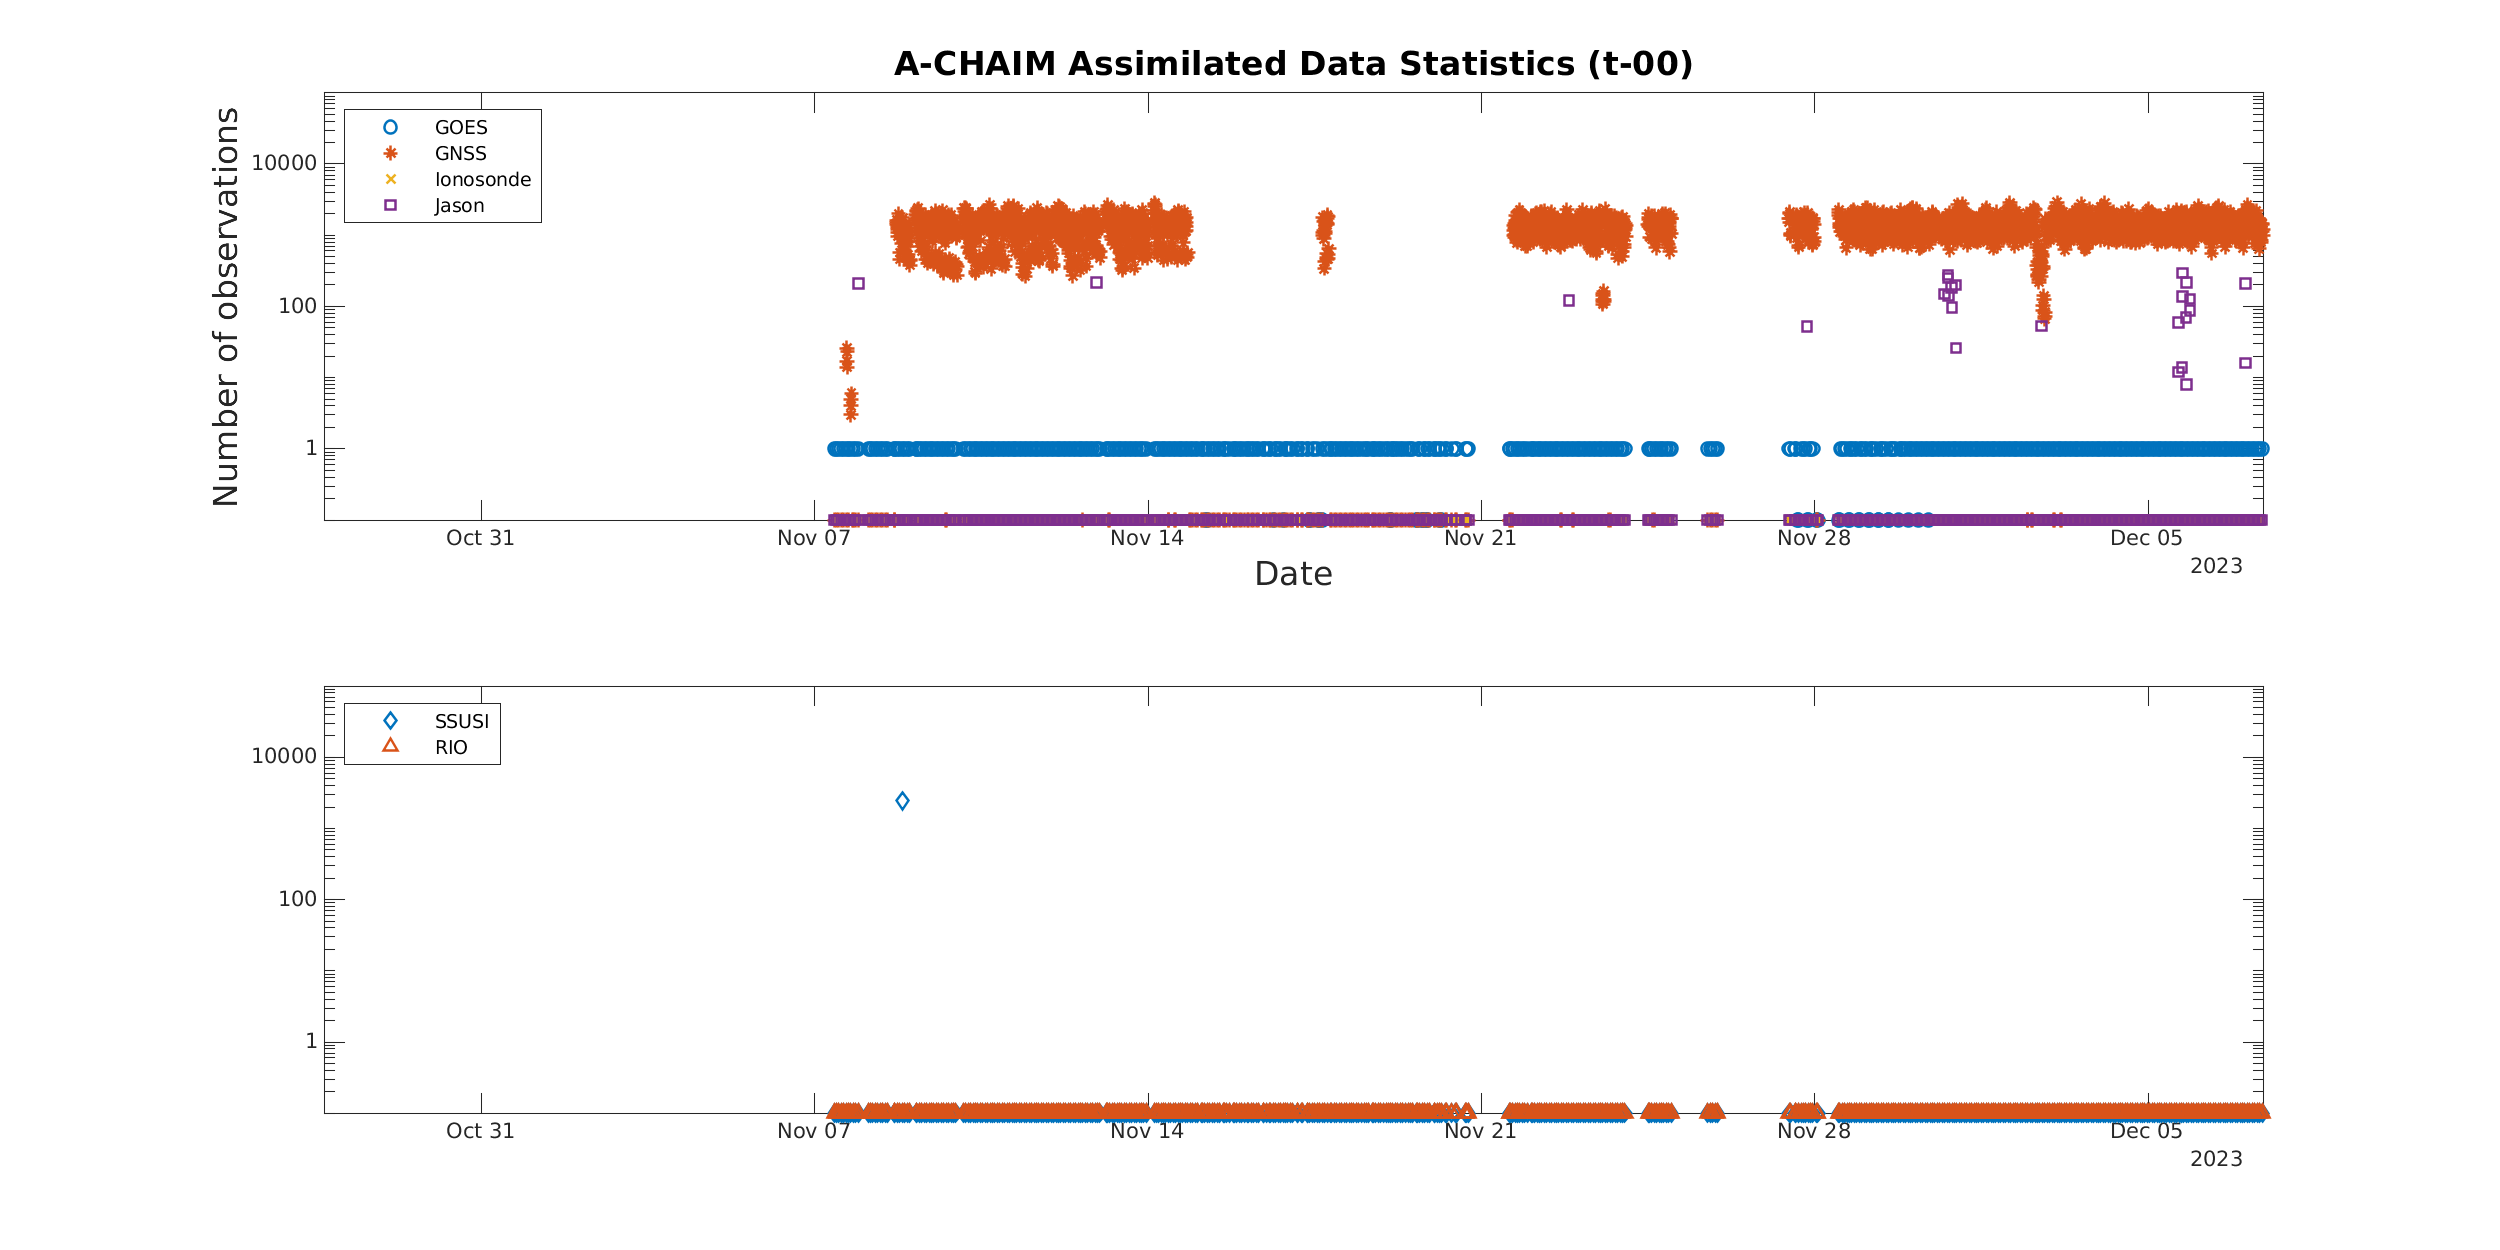 A-CHAIM Assimilated Data Statistics (t-00)
Number of observations
GOES
GNSS
Ionosonde
Jason
10000
100
1
Oct 31
Nov 07
Nov 14
Nov 21
Nov 28
Dec 05
2023
Date
SSUSI
RIO
10000
100
1
Oct 31
Nov 07
Nov 14
Nov 21
Nov 28
Dec 05
2023